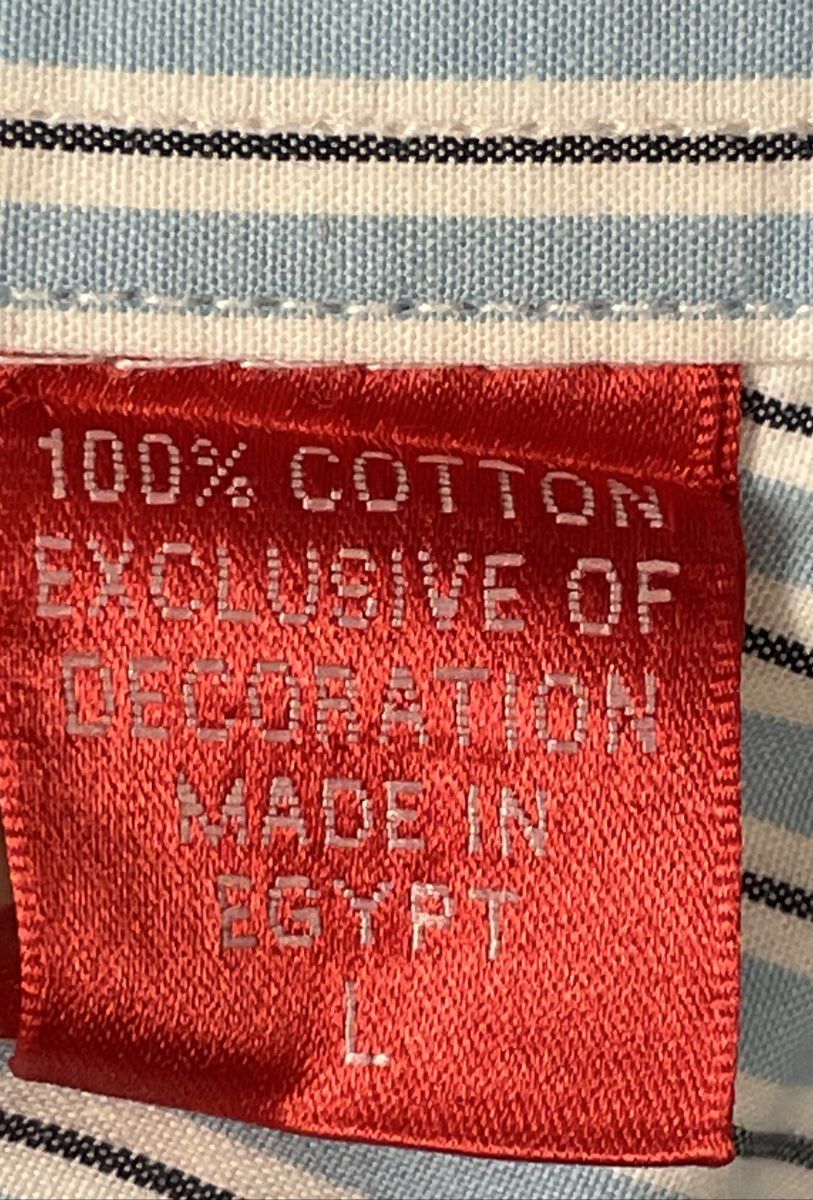 100% COTTON
EXCLUSIVE OF
DECORATION
MADE IN
EGYPT
L